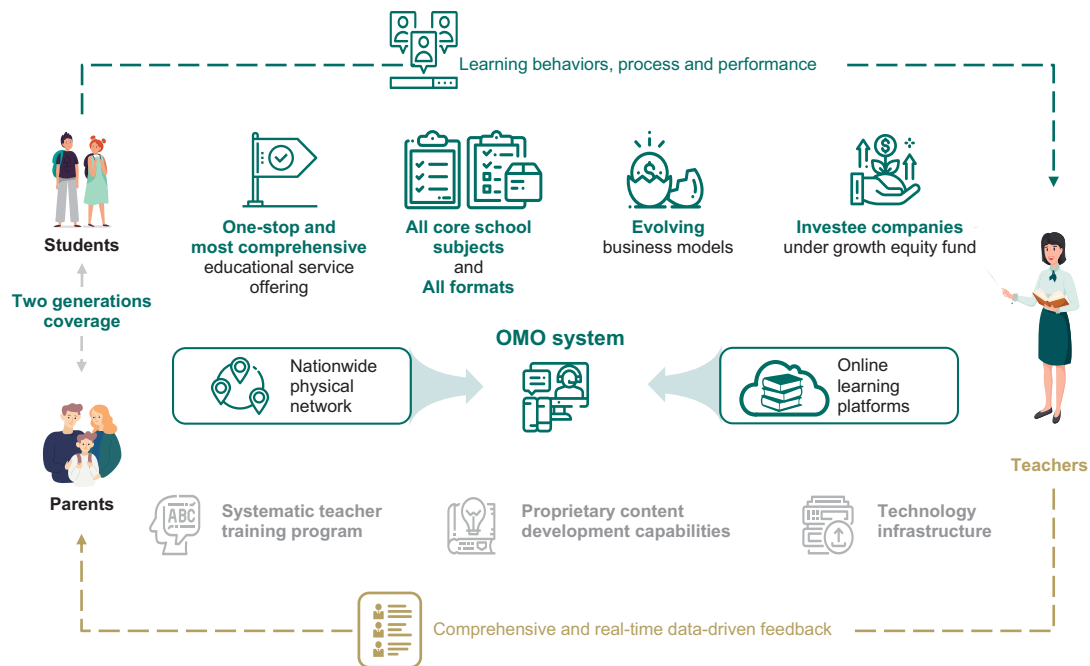 Learning behaviors, process and performance
Students
One-stop and
most comprehensive
educational service
offering
All core school
subjects
and
All formats
Evolving
business models
Investee companies
under growth equity fund
Two generations
coverage
OMO system
Nationwide
physical
network
Online
learning
platforms
Parents
Teachers
ABC
Systematic teacher
training program
Proprietary content
development capabilities
Technology
infrastructure
Comprehensive and real-time data-driven feedback